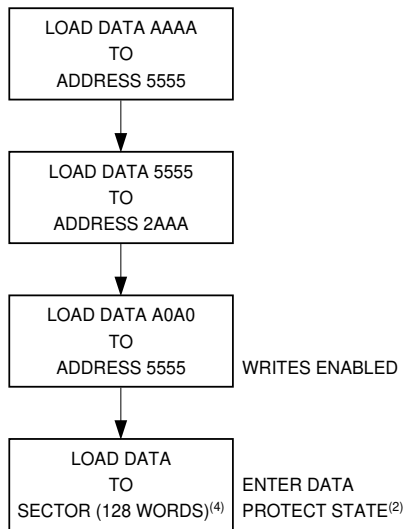 LOAD DATA AAAA
TO
ADDRESS 5555
LOAD DATA 5555
TO
ADDRESS 2AAA
LOAD DATA A0A0
TO
ADDRESS 5555
WRITES ENABLED
LOAD DATA
TO
SECTOR (128 WORDS)(4)
ENTER DATA
PROTECT STATE(2)